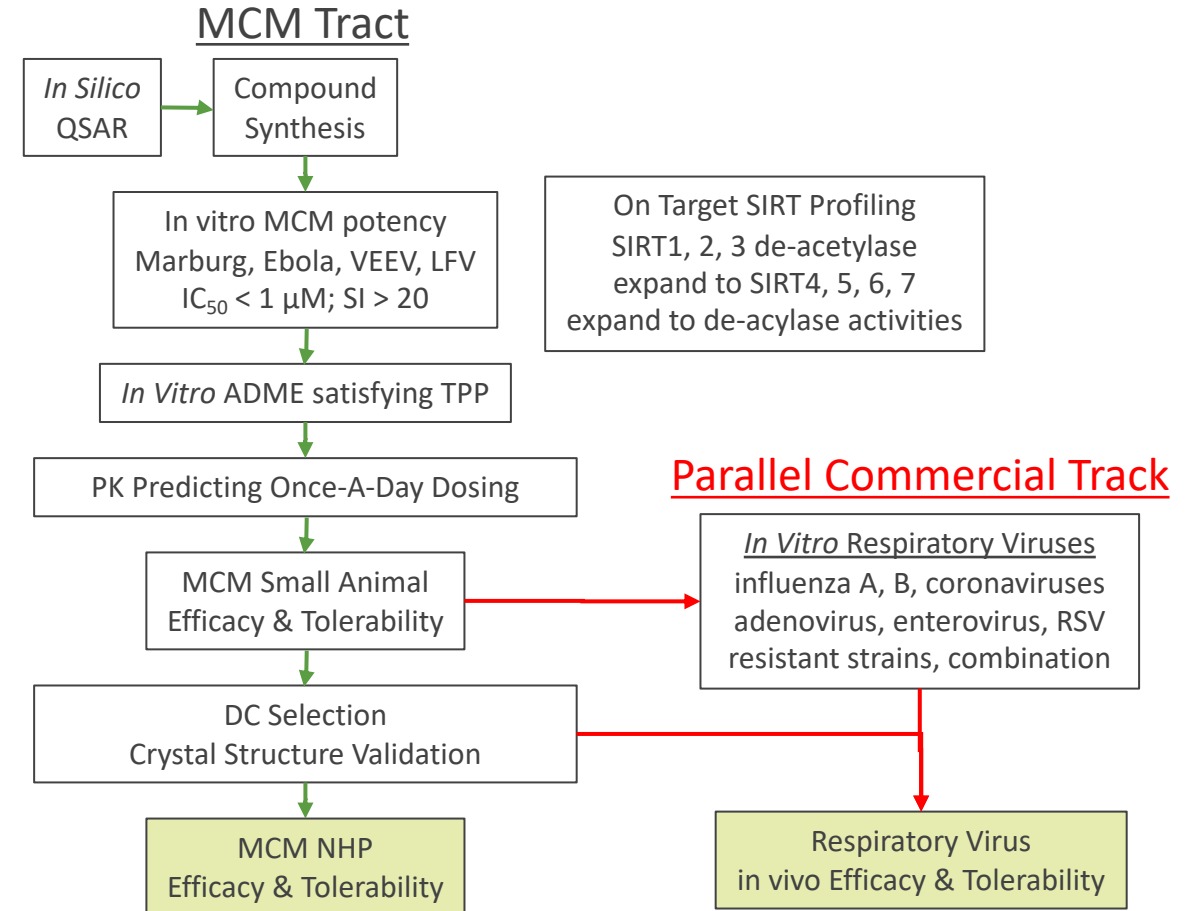 MCM Tract
In Silico
QSAR
Compound
Synthesis
In vitro MCM potency
Marburg, Ebola, VEEV, LFV
IC50 < 1 µM; SI > 20
On Target SIRT Profiling
SIRT1, 2, 3 de-acetylase
expand to SIRT4, 5, 6, 7
expand to de-acylase activities
In Vitro ADME satisfying TPP
PK Predicting Once-A-Day Dosing
Parallel Commercial Track
MCM Small Animal
Efficacy & Tolerability
In Vitro Respiratory Viruses
influenza A, B, coronaviruses
adenovirus, enterovirus, RSV
resistant strains, combination
DC Selection
Crystal Structure Validation
MCM NHP
Efficacy & Tolerability
Respiratory Virus
in vivo Efficacy & Tolerability